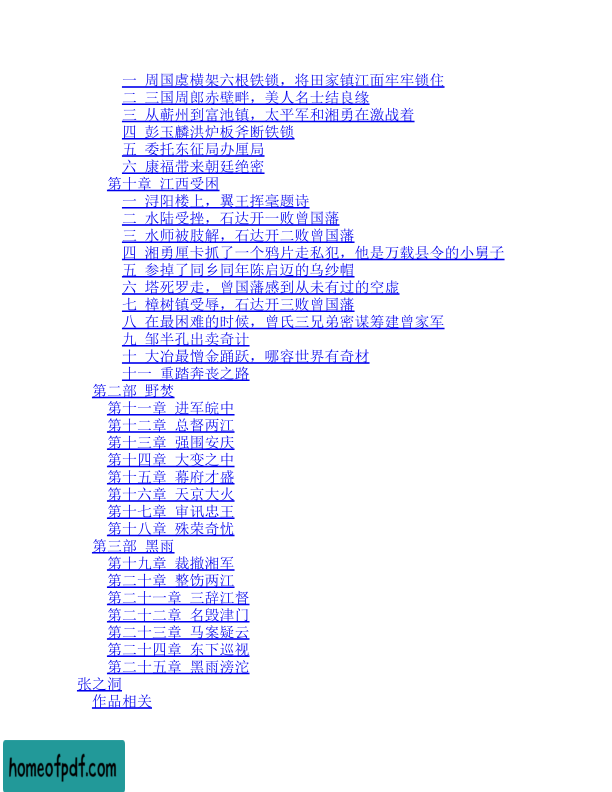 一 周国虞横架六根铁锁，将田家镇江面牢牢锁住
二 三国周郎赤壁畔，美人名士结良缘
三 从蕲州到富池镇，太平军和湘勇在激战着
四 彭玉麟洪炉板斧断铁锁
五 委托东征局办厘局
六 康福带来朝廷绝密
第十章 江西受困
一 浔阳楼上，翼王挥毫题诗
二 水陆受挫，石达开一败曾国藩
三 水师被肢解，石达开二败曾国藩
四 湘勇厘卡抓了一个鸦片走私犯，他是万载县令的小舅子
五 参掉了同乡同年陈启迈的乌纱帽
六 塔死罗走，曾国藩感到从未有过的空虚
七 樟树镇受辱，石达开三败曾国藩
八 在最困难的时候，曾氏三兄弟密谋筹建曾家军
九 邹半孔出卖奇计
十 大冶最憎金踊跃，哪容世界有奇材
十一 重踏奔丧之路
第二部 野焚
第十一章 进军皖中
第十二章 总督两江
第十三章 强围安庆
第十四章 大变之中
第十五章 幕府才盛
第十六章 天京大火
第十七章 审讯忠王
第十八章 殊荣奇忧
第三部 黑雨
第十九章 裁撤湘军
第二十章 整饬两江
第二十一章 三辞江督
第二十二章 名毁津门
第二十三章 马案疑云
第二十四章 东下巡视
第二十五章 黑雨滂沱
张之洞
作品相关
homeofpdf.com